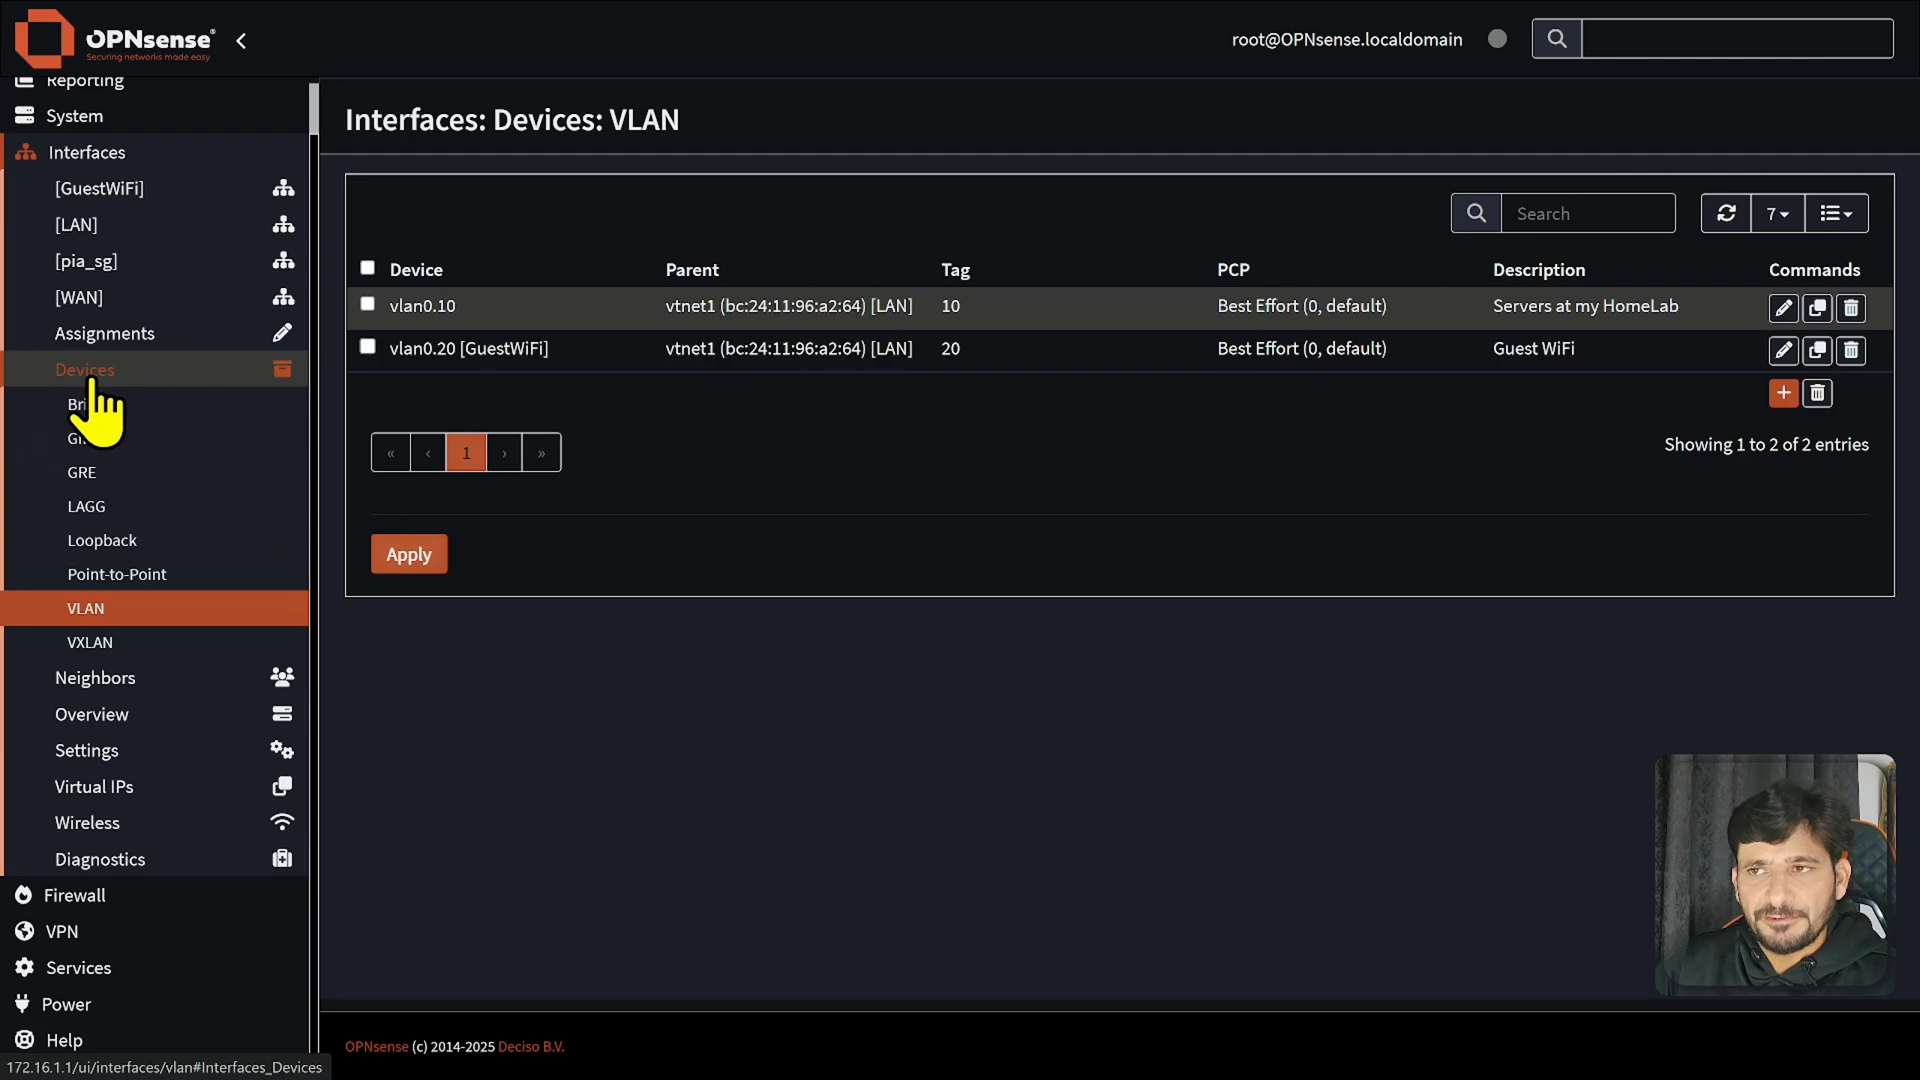 OPNsense®
Securing networks made easy
root@OPNsense.localdomain
Reporting
System
Interfaces
[GuestWiFi]
[LAN]
[pia_sg]
[WAN]
Assignments
Devices
GRE
LAGG
Loopback
Point-to-Point
VLAN
VXLAN
Neighbors
Overview
Settings
Virtual IPs
Wireless
Diagnostics
Firewall
VPN
Services
Power
Help
172.16.1.1/ui/interfaces/vlan#Interfaces_Devices
Interfaces: Devices: VLAN
Search
7
Device Parent Tag PCP Description Commands
vlan0.10 vtnet1 (bc:24:11:96:a2:64) [LAN] 10 Best Effort (0, default) Servers at my HomeLab
vlan0.20 [GuestWiFi] vtnet1 (bc:24:11:96:a2:64) [LAN] 20 Best Effort (0, default) Guest WiFi
« ‹ 1 › »
Showing 1 to 2 of 2 entries
Apply
OPNsense (c) 2014-2025 Deciso B.V.